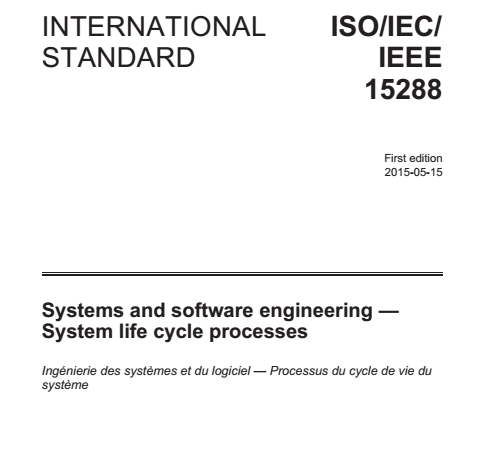 INTERNATIONAL
STANDARD
ISO/IEC/
IEEE
15288
First edition
2015-05-15
Systems and software engineering —
System life cycle processes
Ingénierie des systèmes et du logiciel — Processus du cycle de vie du
système